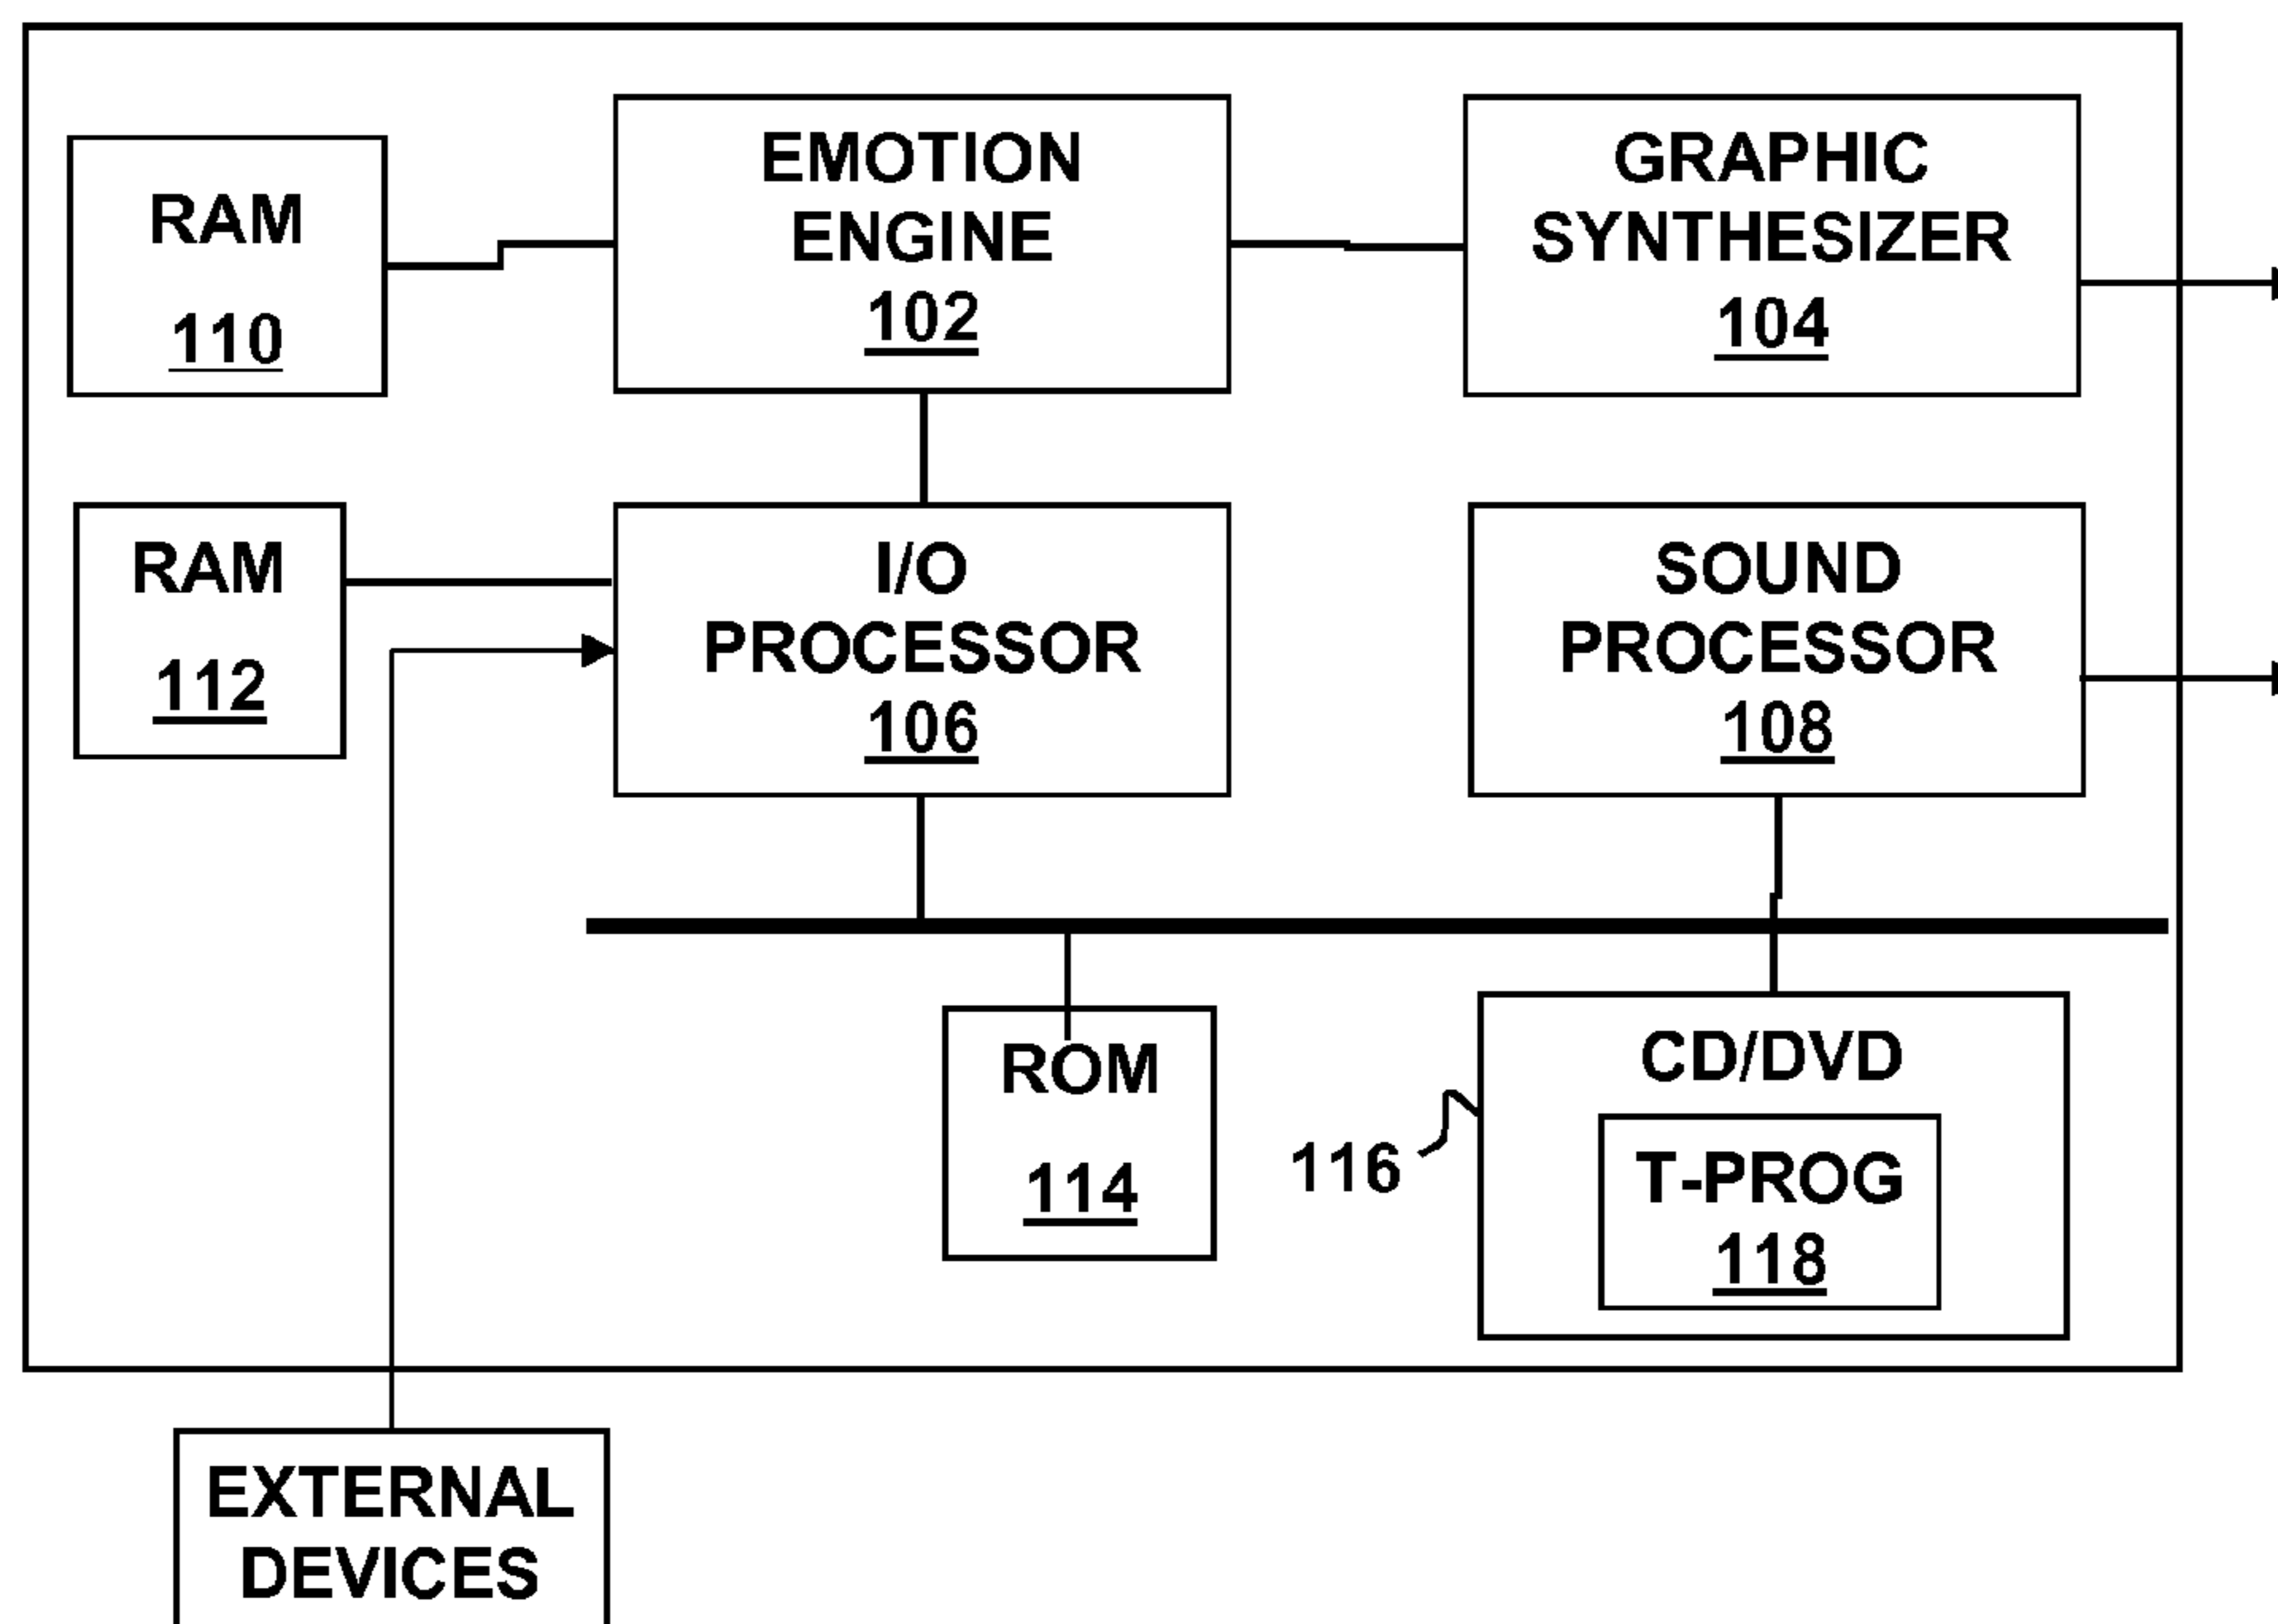 RAM
110
EMOTION
ENGINE
102
GRAPHIC
SYNTHESIZER
104
RAM
112
I/O
PROCESSOR
106
SOUND
PROCESSOR
108
ROM
114
116
CD/DVD
T-PROG
118
EXTERNAL
DEVICES